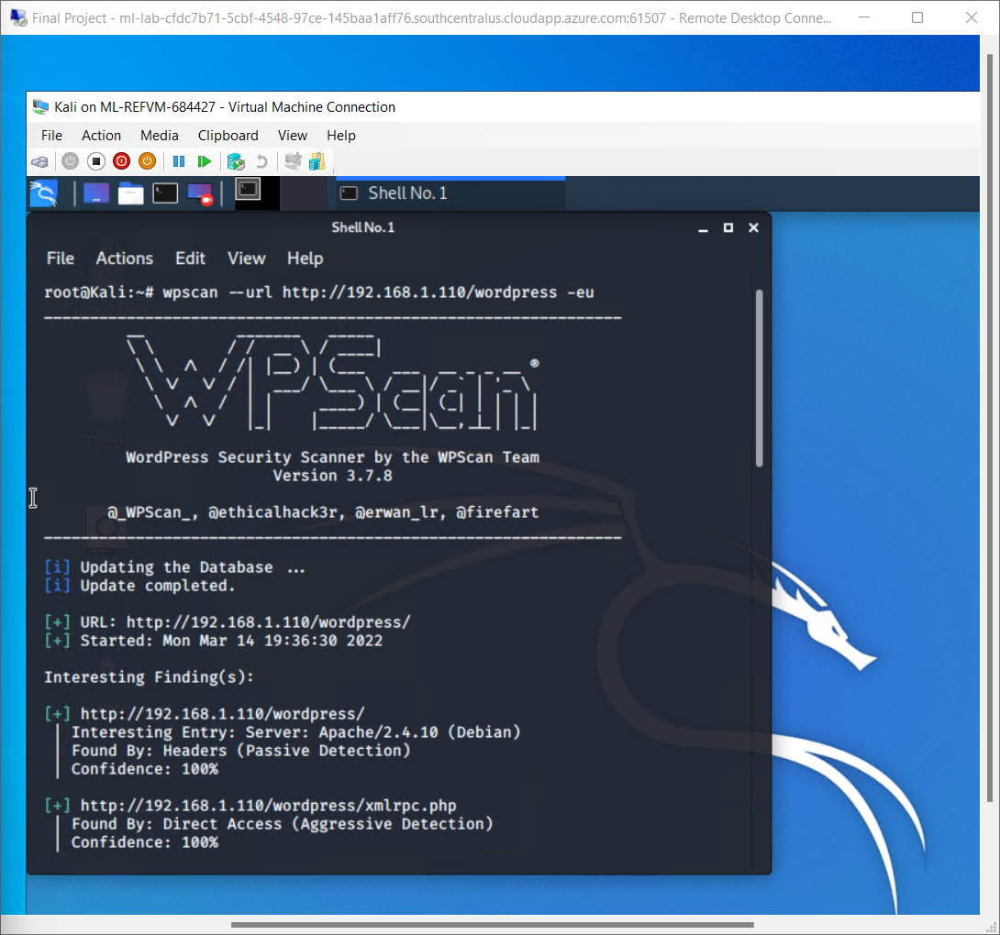 Final Project - ml-lab-cfdc7b71-5cbf-4548-97ce-145baa1aff76.southcentralus.cloudapp.azure.com:61507 - Remote Desktop Conne...
Kali on ML-REFVM-684427 - Virtual Machine Connection
File Action Media Clipboard View Help
Shell No. 1
Shell No.1
File Actions Edit View Help
root@Kali:~# wpscan --url http://192.168.1.110/wordpress -eu
WPScan ®
WordPress Security Scanner by the WPScan Team
Version 3.7.8
@_WPScan_, @ethicalhack3r, @erwan_lr, @firefart
[i] Updating the Database ...
[i] Update completed.
[+] URL: http://192.168.1.110/wordpress/
[+] Started: Mon Mar 14 19:36:30 2022
Interesting Finding(s):
[+] http://192.168.1.110/wordpress/
| Interesting Entry: Server: Apache/2.4.10 (Debian)
| Found By: Headers (Passive Detection)
| Confidence: 100%
[+] http://192.168.1.110/wordpress/xmlrpc.php
| Found By: Direct Access (Aggressive Detection)
| Confidence: 100%